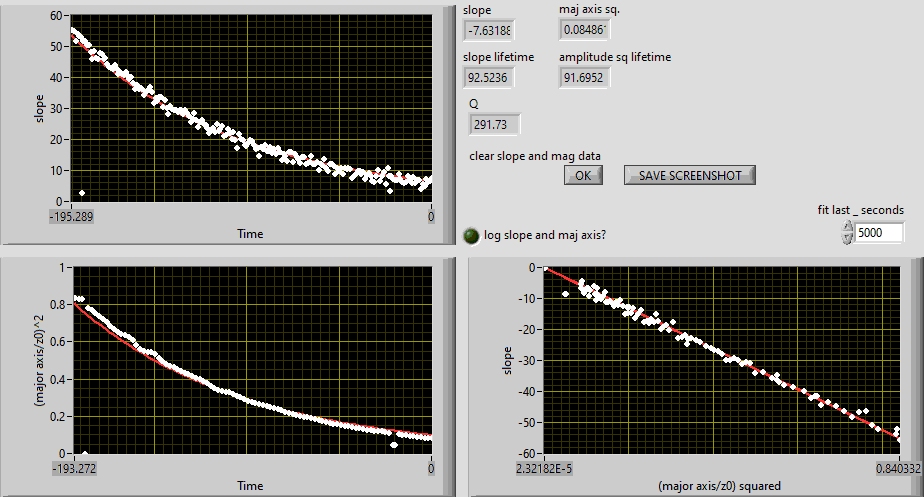 60
50
40
30
20
10
0
slope
-195.289
0
Time
slope
maj axis sq.
-7.63188
0.08486
slope lifetime
amplitude sq lifetime
92.5236
91.6952
Q
291.73
clear slope and mag data
OK
SAVE SCREENSHOT
fit last _ seconds
log slope and maj axis?
5000
1
0.8
0.6
0.4
0.2
0
(major axis/z0)^2
-193.272
0
Time
0
-10
-20
-30
-40
-50
-60
slope
2.32182E-5
0.840332
(major axis/z0) squared